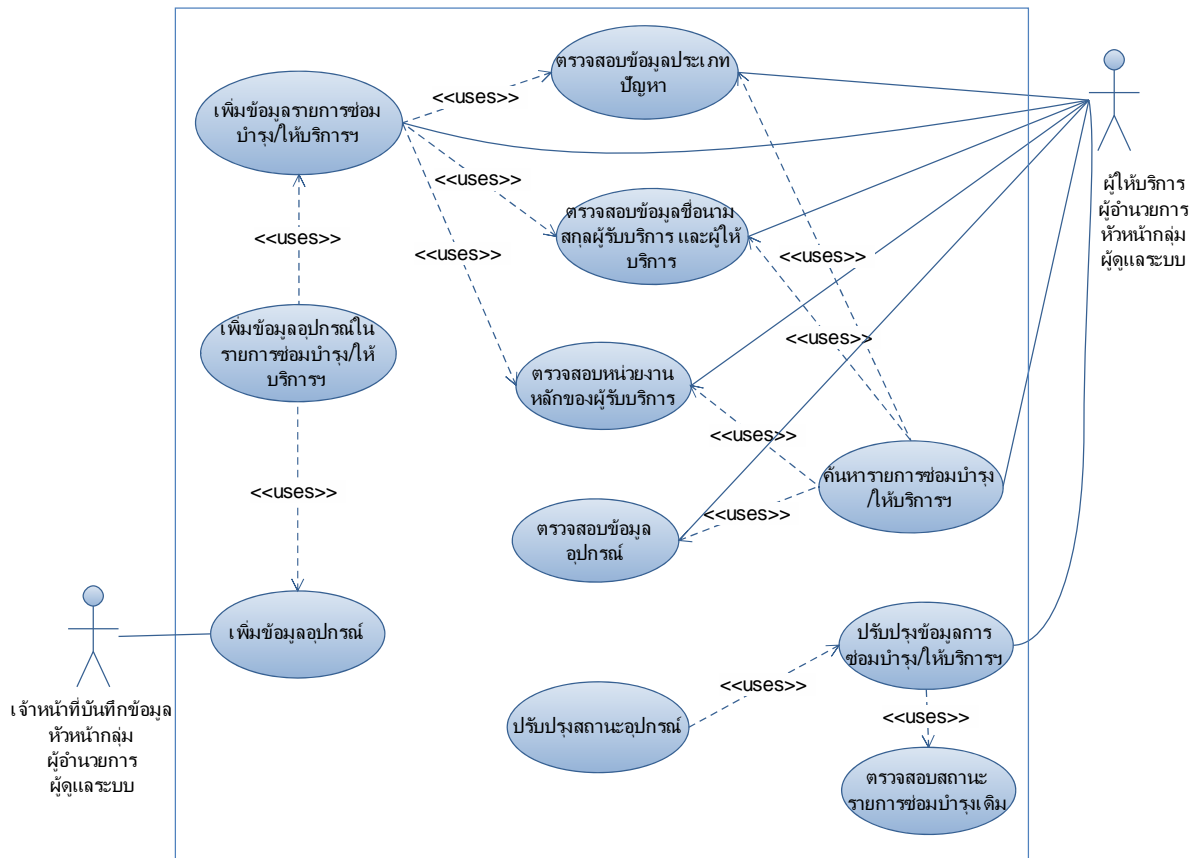 ตรวจสอบข้อมูลประเภท
ปัญหา
<<uses>>
เพิ่มข้อมูลรายการซ่อม
บำรุง/ให้บริการฯ
ผู้ให้บริการ
ผู้อำนวยการ
หัวหน้ากลุ่ม
ผู้ดูแลระบบ
<<uses>>
ตรวจสอบข้อมูลชื่อนาม
สกุลผู้รับบริการ และผู้ให้
บริการ
<<uses>>
<<uses>>
<<uses>>
เพิ่มข้อมูลอุปกรณ์ใน
รายการซ่อมบำรุง/ให้
บริการฯ
<<uses>>
ตรวจสอบหน่วยงาน
หลักของผู้รับบริการ
<<uses>>
<<uses>>
ค้นหารายการซ่อมบำรุง
/ให้บริการฯ
<<uses>>
ตรวจสอบข้อมูล
อุปกรณ์
เพิ่มข้อมูลอุปกรณ์
ปรับปรุงข้อมูลการ
ซ่อมบำรุง/ให้บริการฯ
<<uses>>
เจ้าหน้าที่บันทึกข้อมูล
หัวหน้ากลุ่ม
ผู้อำนวยการ
ผู้ดูแลระบบ
ปรับปรุงสถานะอุปกรณ์
<<uses>>
ตรวจสอบสถานะ
รายการซ่อมบำรุงเดิม